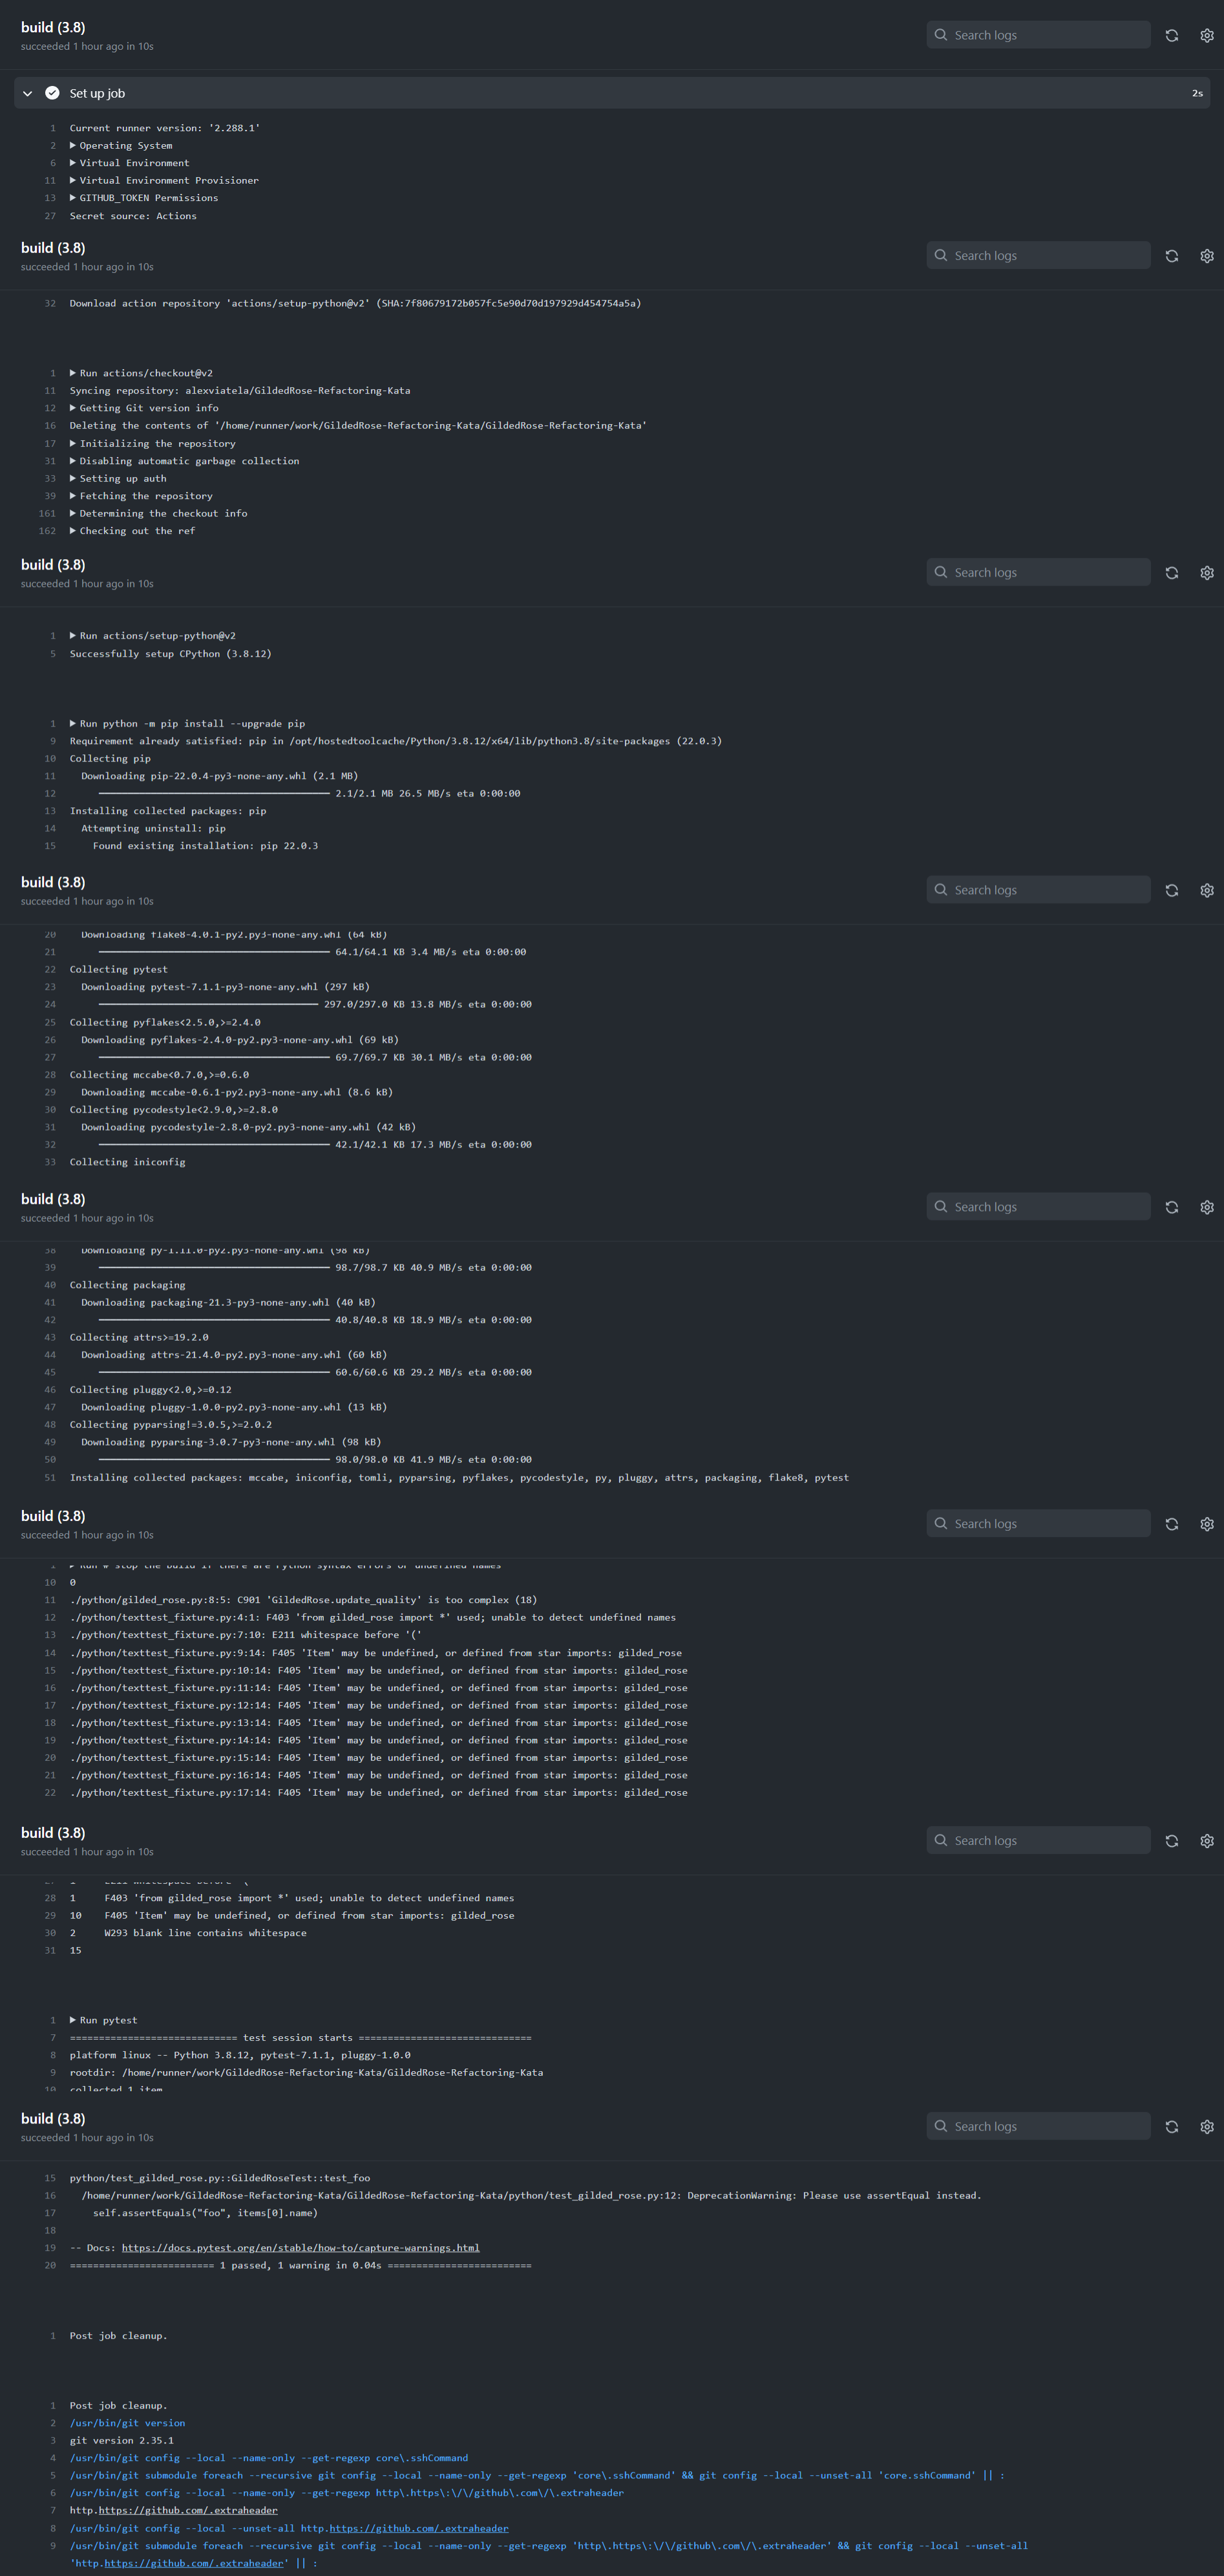 build (3.8)
succeeded 1 hour ago in 10s
Search logs
Set up job
2s
1 Current runner version: '2.288.1'
2 Operating System
6 Virtual Environment
11 Virtual Environment Provisioner
13 GITHUB_TOKEN Permissions
27 Secret source: Actions
build (3.8)
succeeded 1 hour ago in 10s
Search logs
32 Download action repository 'actions/setup-python@v2' (SHA:7f80679172b057fc5e90d70d197929d454754a5a)
1 Run actions/checkout@v2
11 Syncing repository: alexviatela/GildedRose-Refactoring-Kata
12 Getting Git version info
16 Deleting the contents of '/home/runner/work/GildedRose-Refactoring-Kata/GildedRose-Refactoring-Kata'
17 Initializing the repository
31 Disabling automatic garbage collection
33 Setting up auth
39 Fetching the repository
161 Determining the checkout info
162 Checking out the ref
build (3.8)
succeeded 1 hour ago in 10s
Search logs
1 Run actions/setup-python@v2
5 Successfully setup CPython (3.8.12)
1 Run python -m pip install --upgrade pip
9 Requirement already satisfied: pip in /opt/hostedtoolcache/Python/3.8.12/x64/lib/python3.8/site-packages (22.0.3)
10 Collecting pip
11 Downloading pip-22.0.4-py3-none-any.whl (2.1 MB)
12 2.1/2.1 MB 26.5 MB/s eta 0:00:00
13 Installing collected packages: pip
14 Attempting uninstall: pip
15 Found existing installation: pip 22.0.3
build (3.8)
succeeded 1 hour ago in 10s
Search logs
20 Downloading flake8-4.0.1-py2.py3-none-any.whl (64 kB)
21 64.1/64.1 KB 3.4 MB/s eta 0:00:00
22 Collecting pytest
23 Downloading pytest-7.1.1-py3-none-any.whl (297 kB)
24 297.0/297.0 KB 13.8 MB/s eta 0:00:00
25 Collecting pyflakes<2.5.0,>=2.4.0
26 Downloading pyflakes-2.4.0-py2.py3-none-any.whl (69 kB)
27 69.7/69.7 KB 30.1 MB/s eta 0:00:00
28 Collecting mccabe<0.7.0,>=0.6.0
29 Downloading mccabe-0.6.1-py2.py3-none-any.whl (8.6 kB)
30 Collecting pycodestyle<2.9.0,>=2.8.0
31 Downloading pycodestyle-2.8.0-py2.py3-none-any.whl (42 kB)
32 42.1/42.1 KB 17.3 MB/s eta 0:00:00
33 Collecting iniconfig
build (3.8)
succeeded 1 hour ago in 10s
Search logs
38 Downloading py-1.11.0-py2.py3-none-any.whl (98 kB)
39 98.7/98.7 KB 40.9 MB/s eta 0:00:00
40 Collecting packaging
41 Downloading packaging-21.3-py3-none-any.whl (40 kB)
42 40.8/40.8 KB 18.9 MB/s eta 0:00:00
43 Collecting attrs>=19.2.0
44 Downloading attrs-21.4.0-py2.py3-none-any.whl (60 kB)
45 60.6/60.6 KB 29.2 MB/s eta 0:00:00
46 Collecting pluggy<2.0,>=0.12
47 Downloading pluggy-1.0.0-py2.py3-none-any.whl (13 kB)
48 Collecting pyparsing!=3.0.5,>=2.0.2
49 Downloading pyparsing-3.0.7-py3-none-any.whl (98 kB)
50 98.0/98.0 KB 41.9 MB/s eta 0:00:00
51 Installing collected packages: mccabe, iniconfig, tomli, pyparsing, pyflakes, pycodestyle, py, pluggy, attrs, packaging, flake8, pytest
build (3.8)
succeeded 1 hour ago in 10s
Search logs
1 Run # stop the build if there are Python syntax errors or undefined names
10 0
11 ./python/gilded_rose.py:8:5: C901 'GildedRose.update_quality' is too complex (18)
12 ./python/texttest_fixture.py:4:1: F403 'from gilded_rose import *' used; unable to detect undefined names
13 ./python/texttest_fixture.py:7:10: E211 whitespace before '('
14 ./python/texttest_fixture.py:9:14: F405 'Item' may be undefined, or defined from star imports: gilded_rose
15 ./python/texttest_fixture.py:10:14: F405 'Item' may be undefined, or defined from star imports: gilded_rose
16 ./python/texttest_fixture.py:11:14: F405 'Item' may be undefined, or defined from star imports: gilded_rose
17 ./python/texttest_fixture.py:12:14: F405 'Item' may be undefined, or defined from star imports: gilded_rose
18 ./python/texttest_fixture.py:13:14: F405 'Item' may be undefined, or defined from star imports: gilded_rose
19 ./python/texttest_fixture.py:14:14: F405 'Item' may be undefined, or defined from star imports: gilded_rose
20 ./python/texttest_fixture.py:15:14: F405 'Item' may be undefined, or defined from star imports: gilded_rose
21 ./python/texttest_fixture.py:16:14: F405 'Item' may be undefined, or defined from star imports: gilded_rose
22 ./python/texttest_fixture.py:17:14: F405 'Item' may be undefined, or defined from star imports: gilded_rose
build (3.8)
succeeded 1 hour ago in 10s
Search logs
28 1 F403 'from gilded_rose import *' used; unable to detect undefined names
29 10 F405 'Item' may be undefined, or defined from star imports: gilded_rose
30 2 W293 blank line contains whitespace
31 15
1 Run pytest
7 ============================= test session starts ==============================
8 platform linux -- Python 3.8.12, pytest-7.1.1, pluggy-1.0.0
9 rootdir: /home/runner/work/GildedRose-Refactoring-Kata/GildedRose-Refactoring-Kata
10 collected 1 item
build (3.8)
succeeded 1 hour ago in 10s
Search logs
15 python/test_gilded_rose.py::GildedRoseTest::test_foo
16 /home/runner/work/GildedRose-Refactoring-Kata/GildedRose-Refactoring-Kata/python/test_gilded_rose.py:12: DeprecationWarning: Please use assertEqual instead.
17 self.assertEquals("foo", items[0].name)
18
19 -- Docs: https://docs.pytest.org/en/stable/how-to/capture-warnings.html
20 ========================= 1 passed, 1 warning in 0.04s =========================
1 Post job cleanup.
1 Post job cleanup.
2 /usr/bin/git version
3 git version 2.35.1
4 /usr/bin/git config --local --name-only --get-regexp core\.sshCommand
5 /usr/bin/git submodule foreach --recursive git config --local --name-only --get-regexp 'core\.sshCommand' && git config --local --unset-all 'core.sshCommand' || :
6 /usr/bin/git config --local --name-only --get-regexp http\.https\:\/\/github\.com\/\.extraheader
7 http.https://github.com/.extraheader
8 /usr/bin/git config --local --unset-all http.https://github.com/.extraheader
9 /usr/bin/git submodule foreach --recursive git config --local --name-only --get-regexp 'http\.https\:\/\/github\.com\/\.extraheader' && git config --local --unset-all
'http.https://github.com/.extraheader' || :